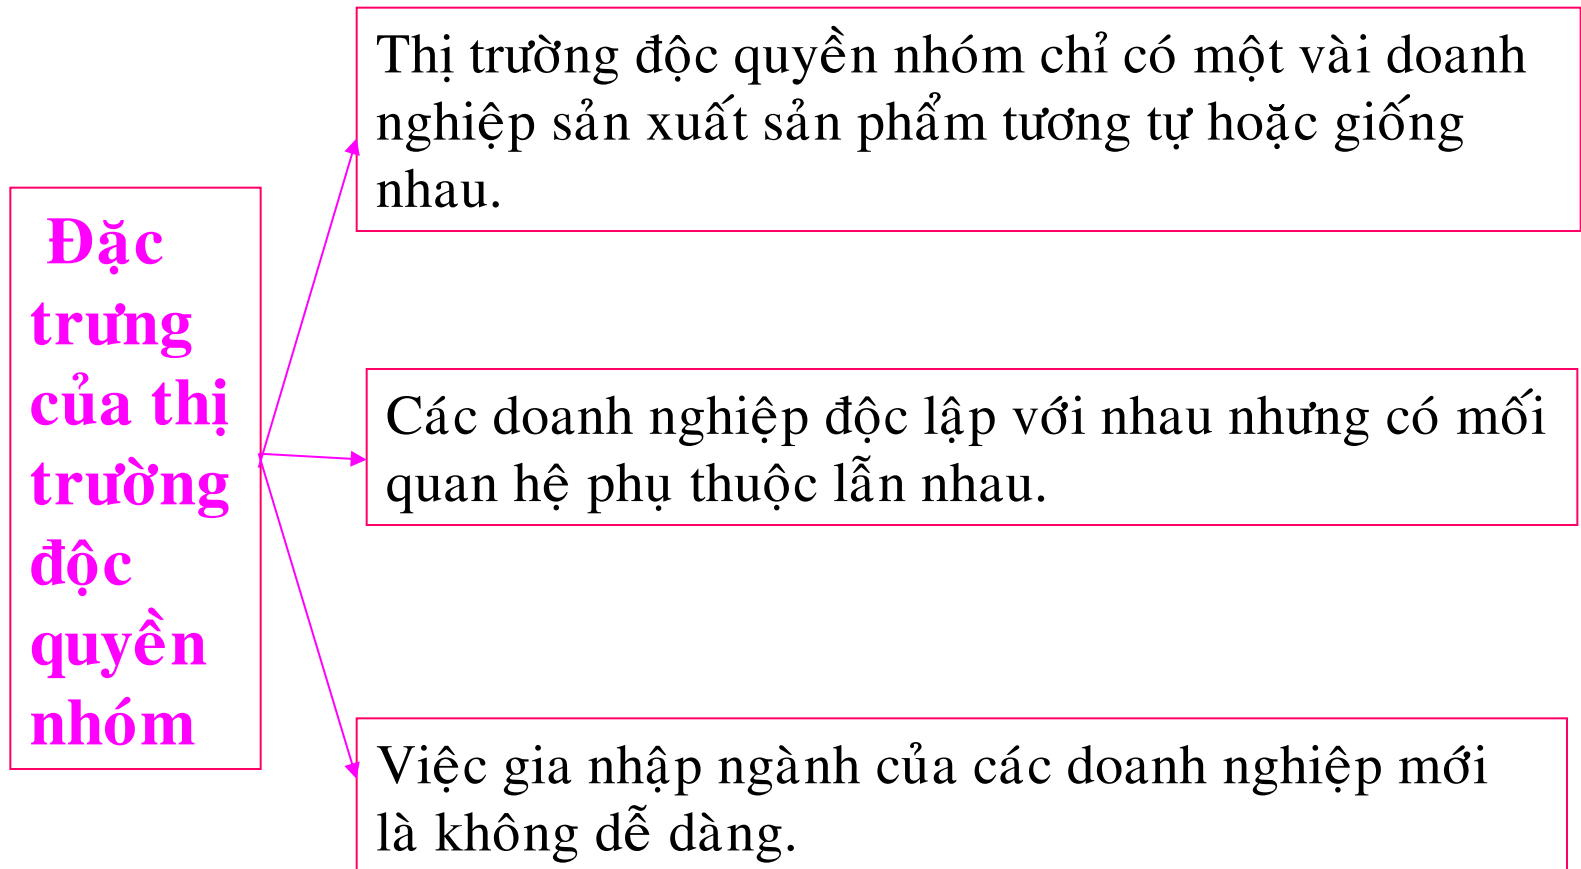 Đặc
trưng
của thị
trường
độc
quyền
nhóm
Thị trường độc quyền nhóm chỉ có một vài doanh
nghiệp sản xuất sản phẩm tương tự hoặc giống
nhau.
Các doanh nghiệp độc lập với nhau nhưng có mối
quan hệ phụ thuộc lẫn nhau.
Việc gia nhập ngành của các doanh nghiệp mới
là không dễ dàng.